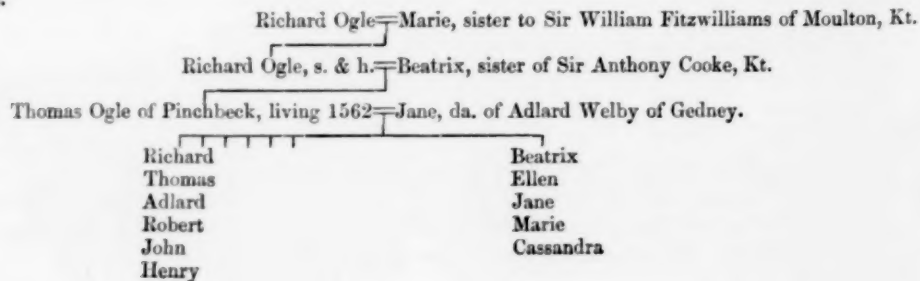 Richard Ogle=Marie, sister to Sir William Fitzwilliams of Moulton, Kt.
Richard Ogle, s. & h.=Beatrix, sister of Sir Anthony Cooke, Kt.
Thomas Ogle of Pinchbeck, living 1562=Jane, da. of Adlard Welby of Gedney.
Richard
Thomas
Adlard
Robert
John
Henry
Beatrix
Ellen
Jane
Marie
Cassandra